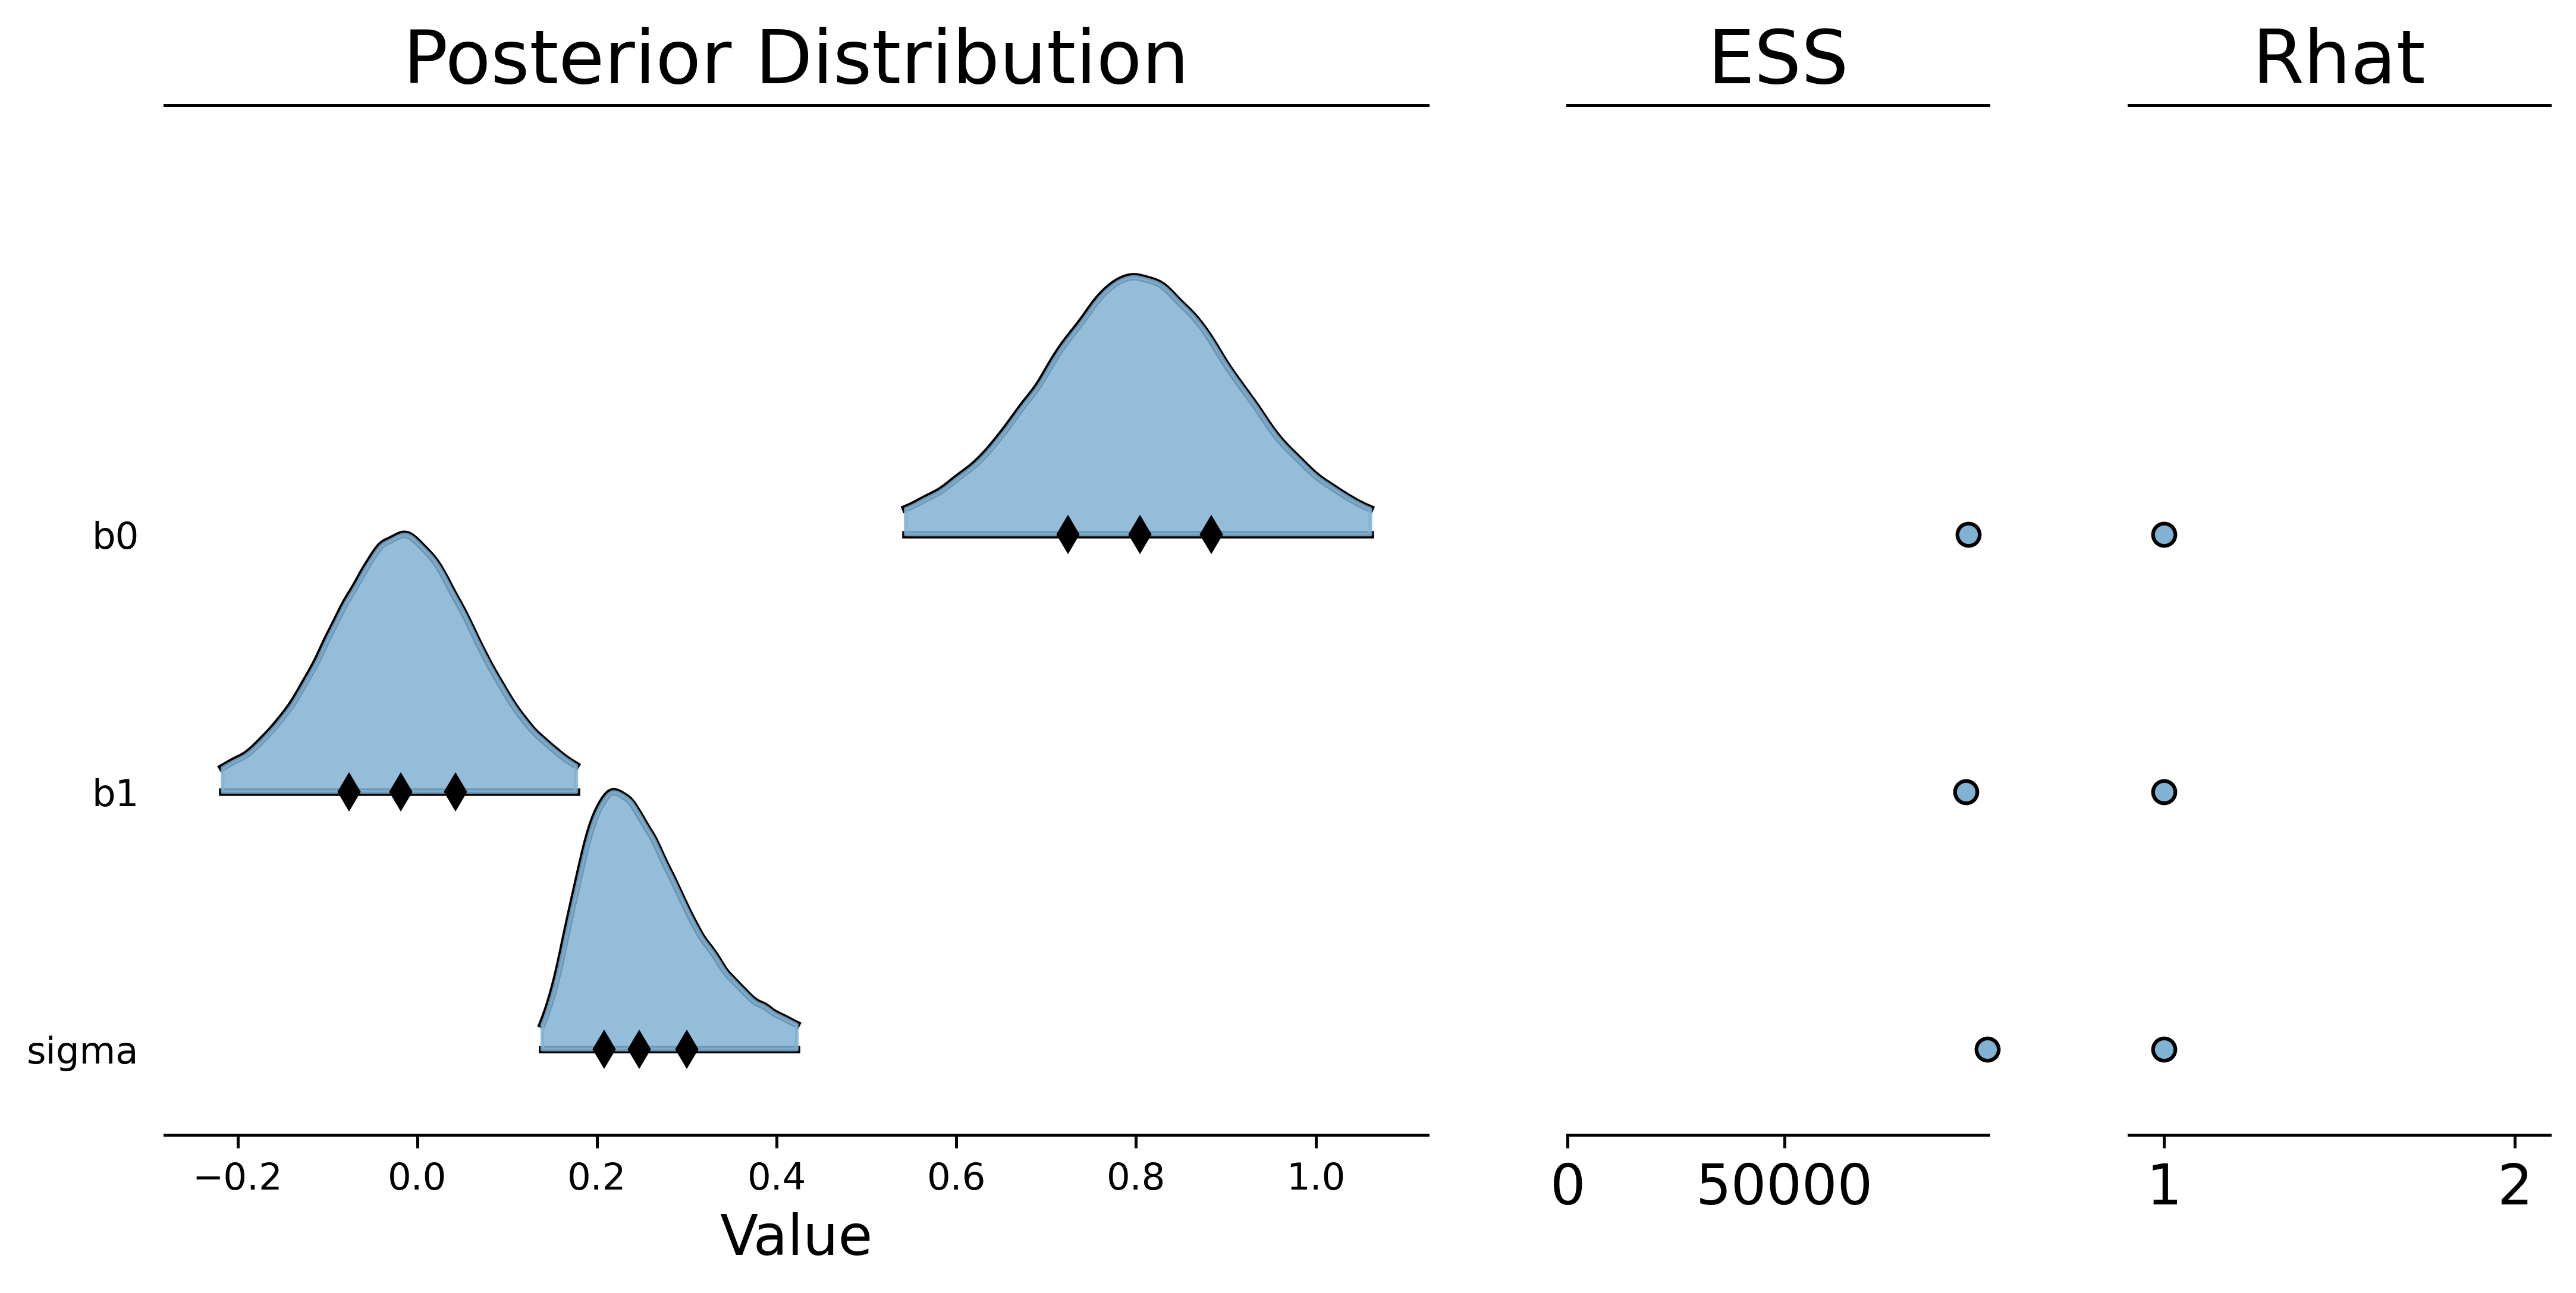 Posterior Distribution
ESS
Rhat
b0
b1
sigma
−0.2 0.0 0.2 0.4 0.6 0.8 1.0
Value
0 50000
1 2